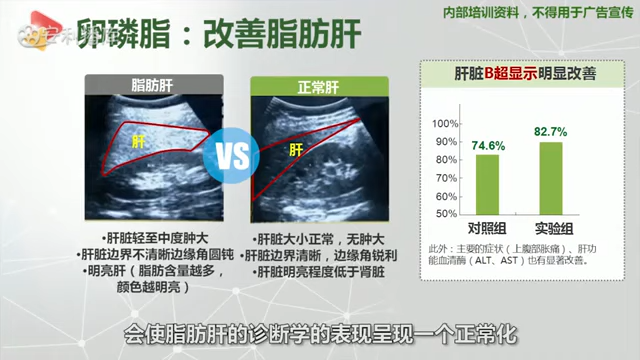 内部培训资料，不得用于广告宣传
卵磷脂：改善脂肪肝
脂肪肝
正常肝
肝
VS
肝
•肝脏轻至中度肿大
•肝脏边界不清晰边缘角圆钝
•明亮肝（脂肪含量越多，
颜色越明亮）
•肝脏大小正常，无肿大
•肝脏边界清晰，边缘角锐利
•肝脏明亮程度低于肾脏
肝脏B超显示明显改善
100%
90%
80%
70%
60%
50%
74.6%
82.7%
对照组
实验组
此外：主要的症状（上腹部胀痛）、肝功
能血清酶（ALT、AST）也有显著改善。
会使脂肪肝的诊断学的表现呈现一个正常化